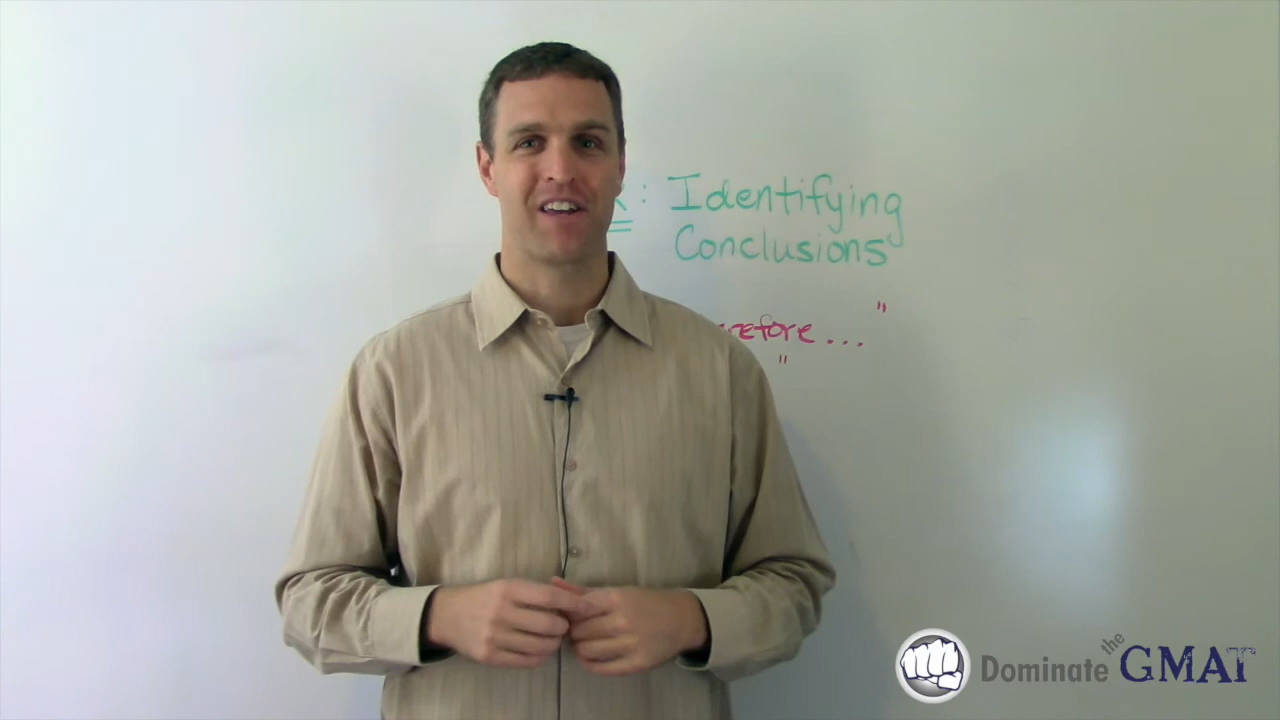 : Identifying
Conclusions
refore..."
"
Dominate the GMAT